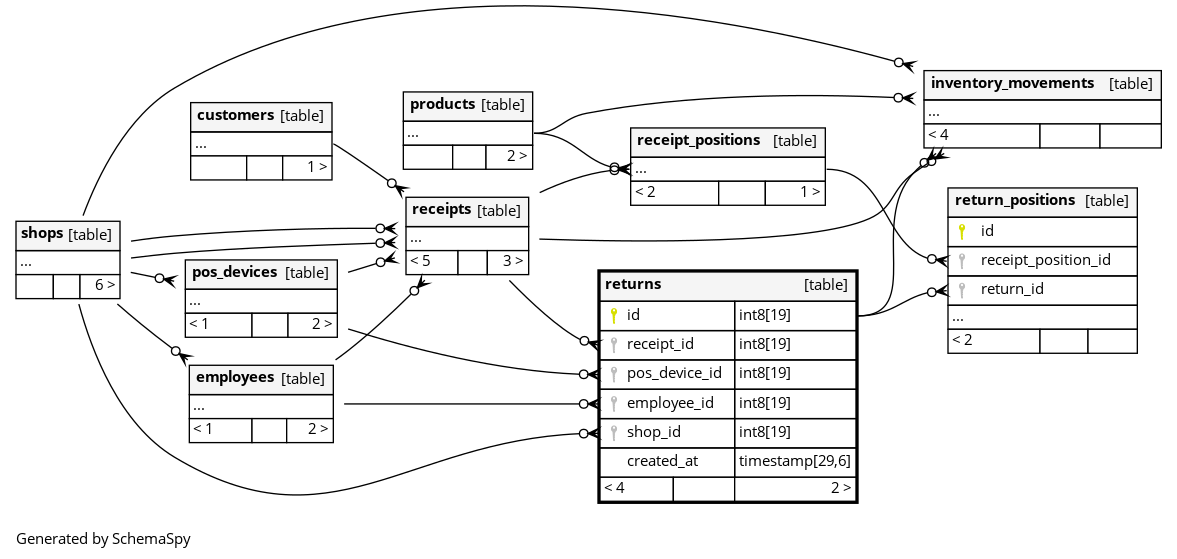 inventory_movements [table]
...
< 4
products [table]
...
2 >
customers [table]
...
1 >
receipt_positions [table]
...
< 2 1 >
return_positions [table]
id
receipt_position_id
return_id
...
< 2
receipts [table]
...
< 5 3 >
shops [table]
...
6 >
pos_devices [table]
...
< 1 2 >
returns [table]
id int8[19]
receipt_id int8[19]
pos_device_id int8[19]
employee_id int8[19]
shop_id int8[19]
created_at timestamp[29,6]
< 4 2 >
employees [table]
...
< 1 2 >
Generated by SchemaSpy